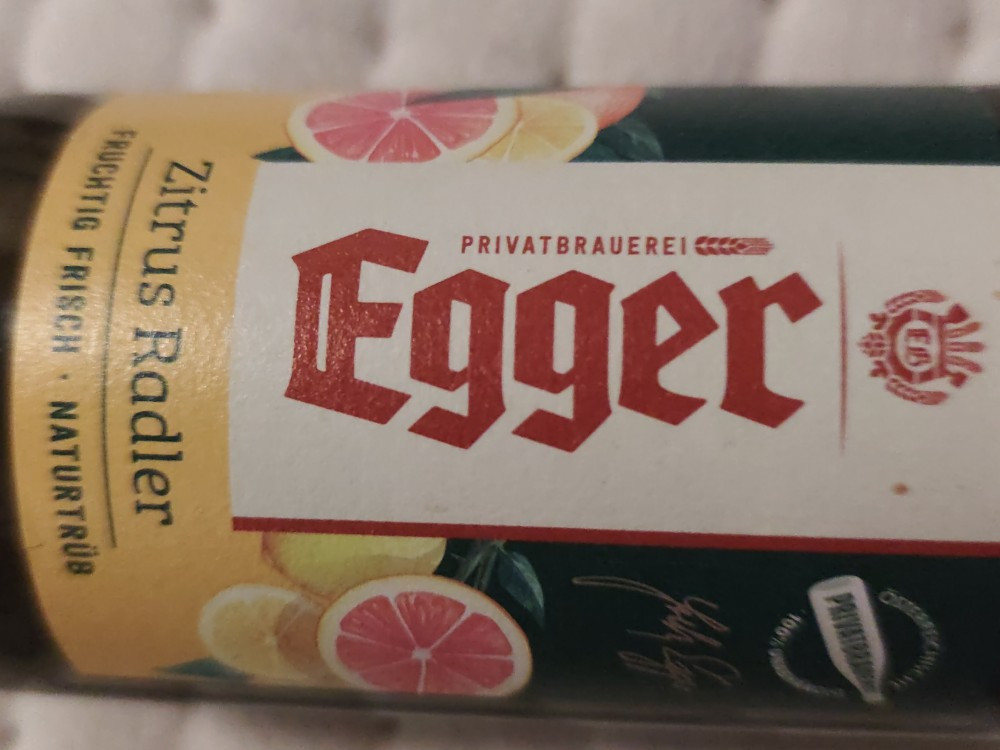 PRIVATBRAUEREI
Egger
Zitrus Radler
FRUCHTIG FRISCH · NATURTRÜB